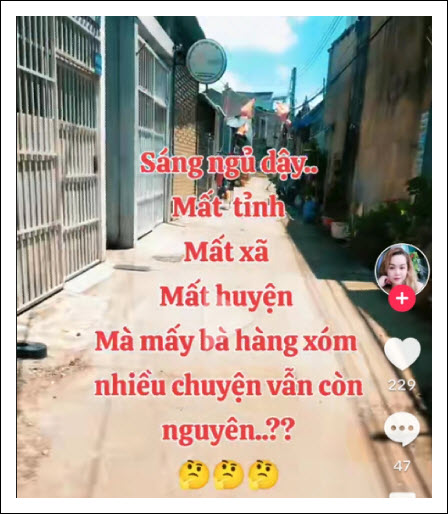 Sáng ngủ dậy..
Mất tỉnh
Mất xã
Mất huyện
Mà mấy bà hàng xóm
nhiều chuyện vẫn còn
nguyên..??
🤔🤔🤔
229
47